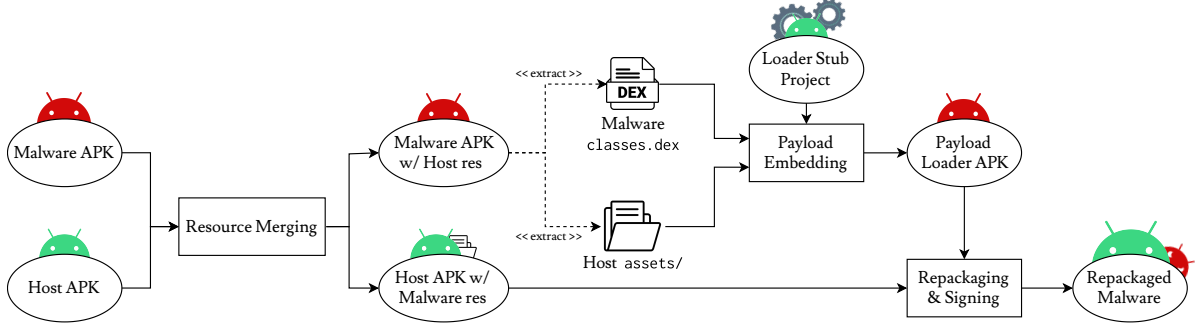 Malware APK
Host APK
Resource Merging
Malware APK
w/ Host res
Host APK w/
Malware res
<< extract >>
<< extract >>
DEX
Malware
classes.dex
Host assets/
Loader Stub
Project
Payload
Embedding
Payload
Loader APK
Repackaging
& Signing
Repackaged
Malware